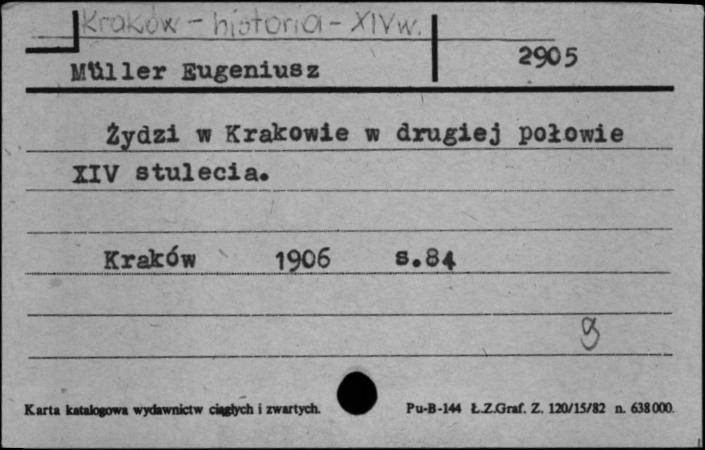 Kraków - historia - XIV w.
2905
Müller Eugeniusz
Żydzi w Krakowie w drugiej połowie
XIV stulecia.
Kraków 1906 s.84
g
Karta katalogowa wydawnictw ciągłych i zwartych. Pu-B-144 Ł.Z.Graf. Z. 120/15/82 n. 638000.